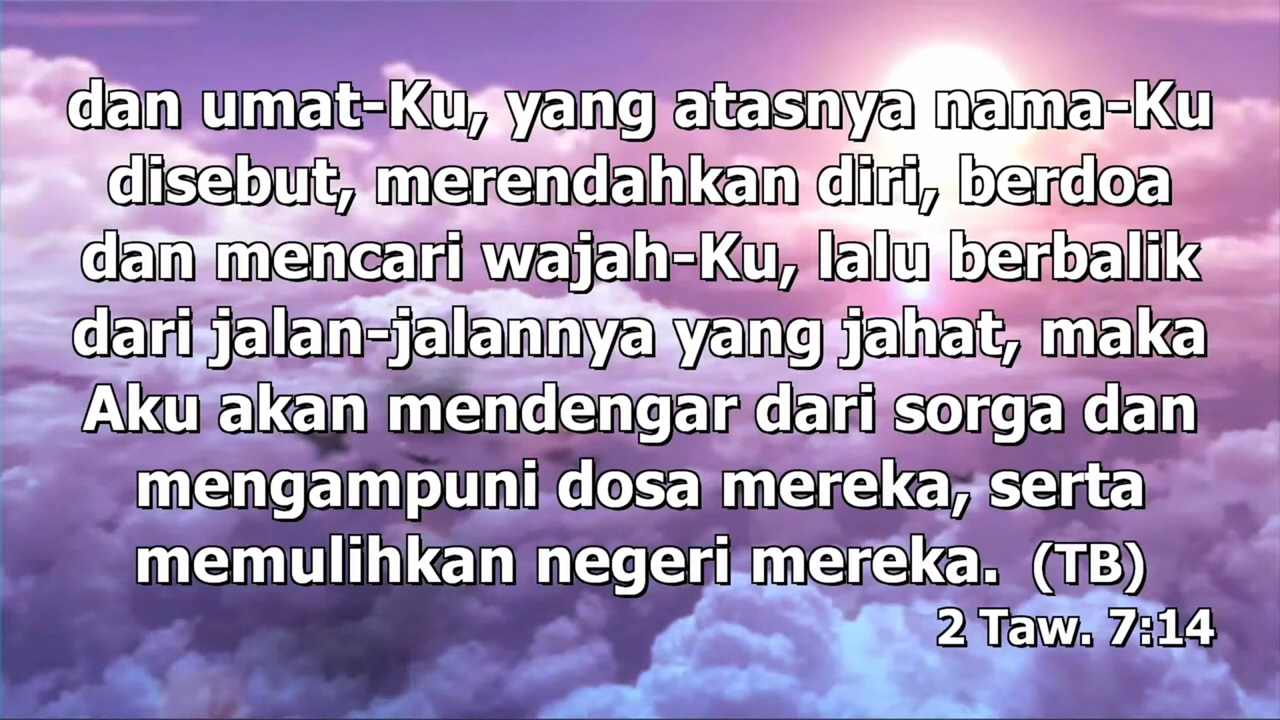 dan umat-Ku, yang atasnya nama-Ku
disebut, merendahkan diri, berdoa
dan mencari wajah-Ku, lalu berbalik
dari jalan-jalannya yang jahat, maka
Aku akan mendengar dari sorga dan
mengampuni dosa mereka, serta
memulihkan negeri mereka. (TB)
2 Taw. 7:14